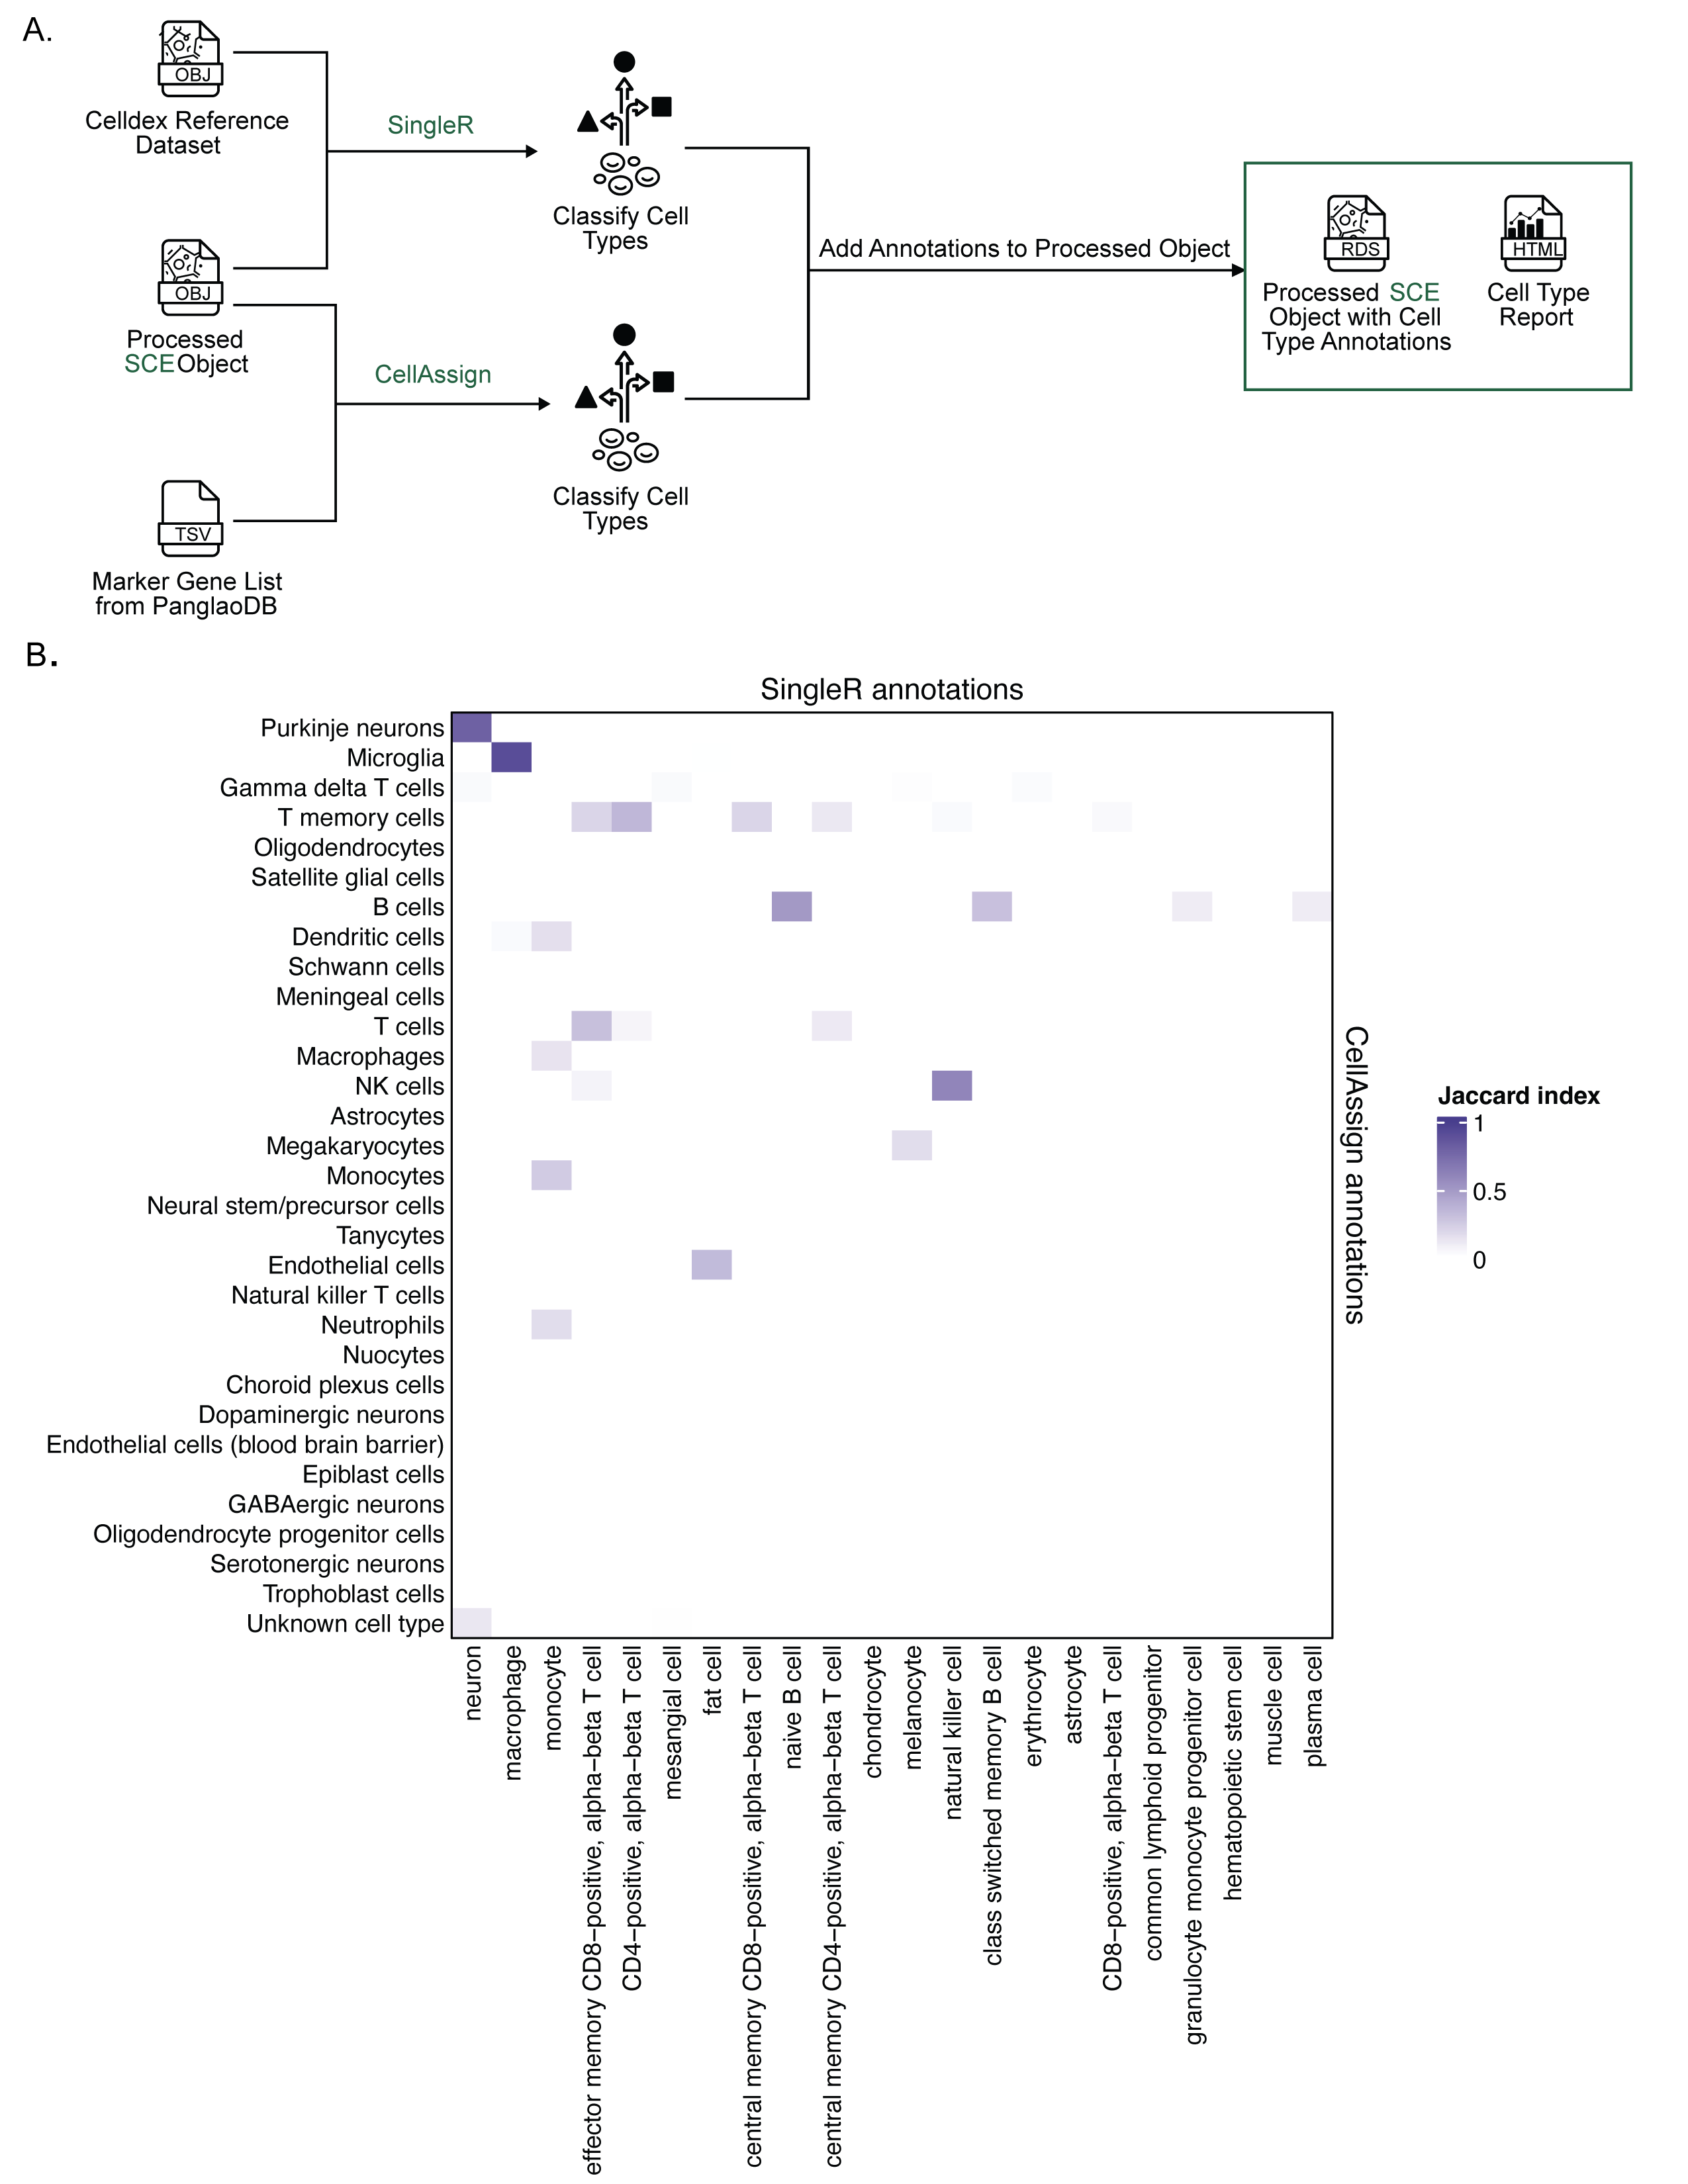 A.
OBJ
Celldex Reference
Dataset
SingleR
Classify Cell
Types
OBJ
Processed
SCE Object
CellAssign
Classify Cell
Types
TSV
Marker Gene List
from PanglaoDB
Add Annotations to Processed Object
RDS
Processed SCE
Object with Cell
Type Annotations
HTML
Cell Type
Report
B.
SingleR annotations
Purkinje neurons
Microglia
Gamma delta T cells
T memory cells
Oligodendrocytes
Satellite glial cells
B cells
Dendritic cells
Schwann cells
Meningeal cells
T cells
Macrophages
NK cells
Astrocytes
Megakaryocytes
Monocytes
Neural stem/precursor cells
Tanycytes
Endothelial cells
Natural killer T cells
Neutrophils
Nuocytes
Choroid plexus cells
Dopaminergic neurons
Endothelial cells (blood brain barrier)
Epiblast cells
GABAergic neurons
Oligodendrocyte progenitor cells
Serotonergic neurons
Trophoblast cells
Unknown cell type
CellAssign annotations
Jaccard index
1
0.5
0
neuron
macrophage
monocyte
effector memory CD8−positive, alpha−beta T cell
CD4−positive, alpha−beta T cell
mesangial cell
fat cell
central memory CD8−positive, alpha−beta T cell
naive B cell
central memory CD4−positive, alpha−beta T cell
chondrocyte
melanocyte
natural killer cell
class switched memory B cell
erythrocyte
astrocyte
CD8−positive, alpha−beta T cell
common lymphoid progenitor
granulocyte monocyte progenitor cell
hematopoietic stem cell
muscle cell
plasma cell